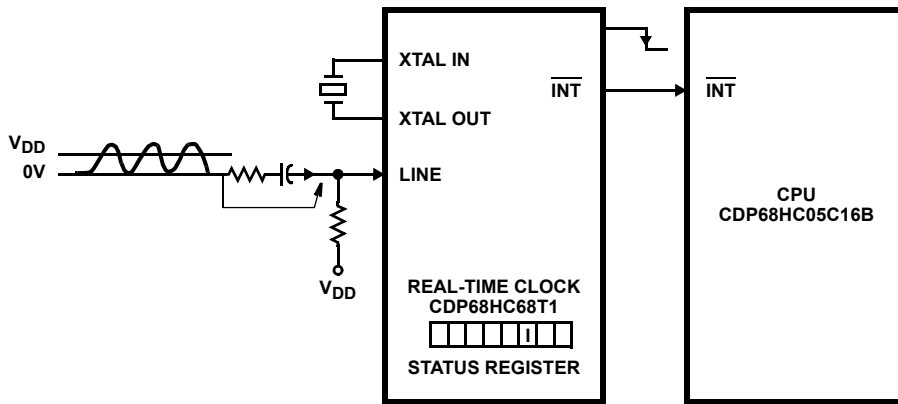 XTAL IN
INT
INT
XTAL OUT
VDD
0V
LINE
CPU
CDP68HC05C16B
VDD
REAL-TIME CLOCK
CDP68HC68T1
I
STATUS REGISTER